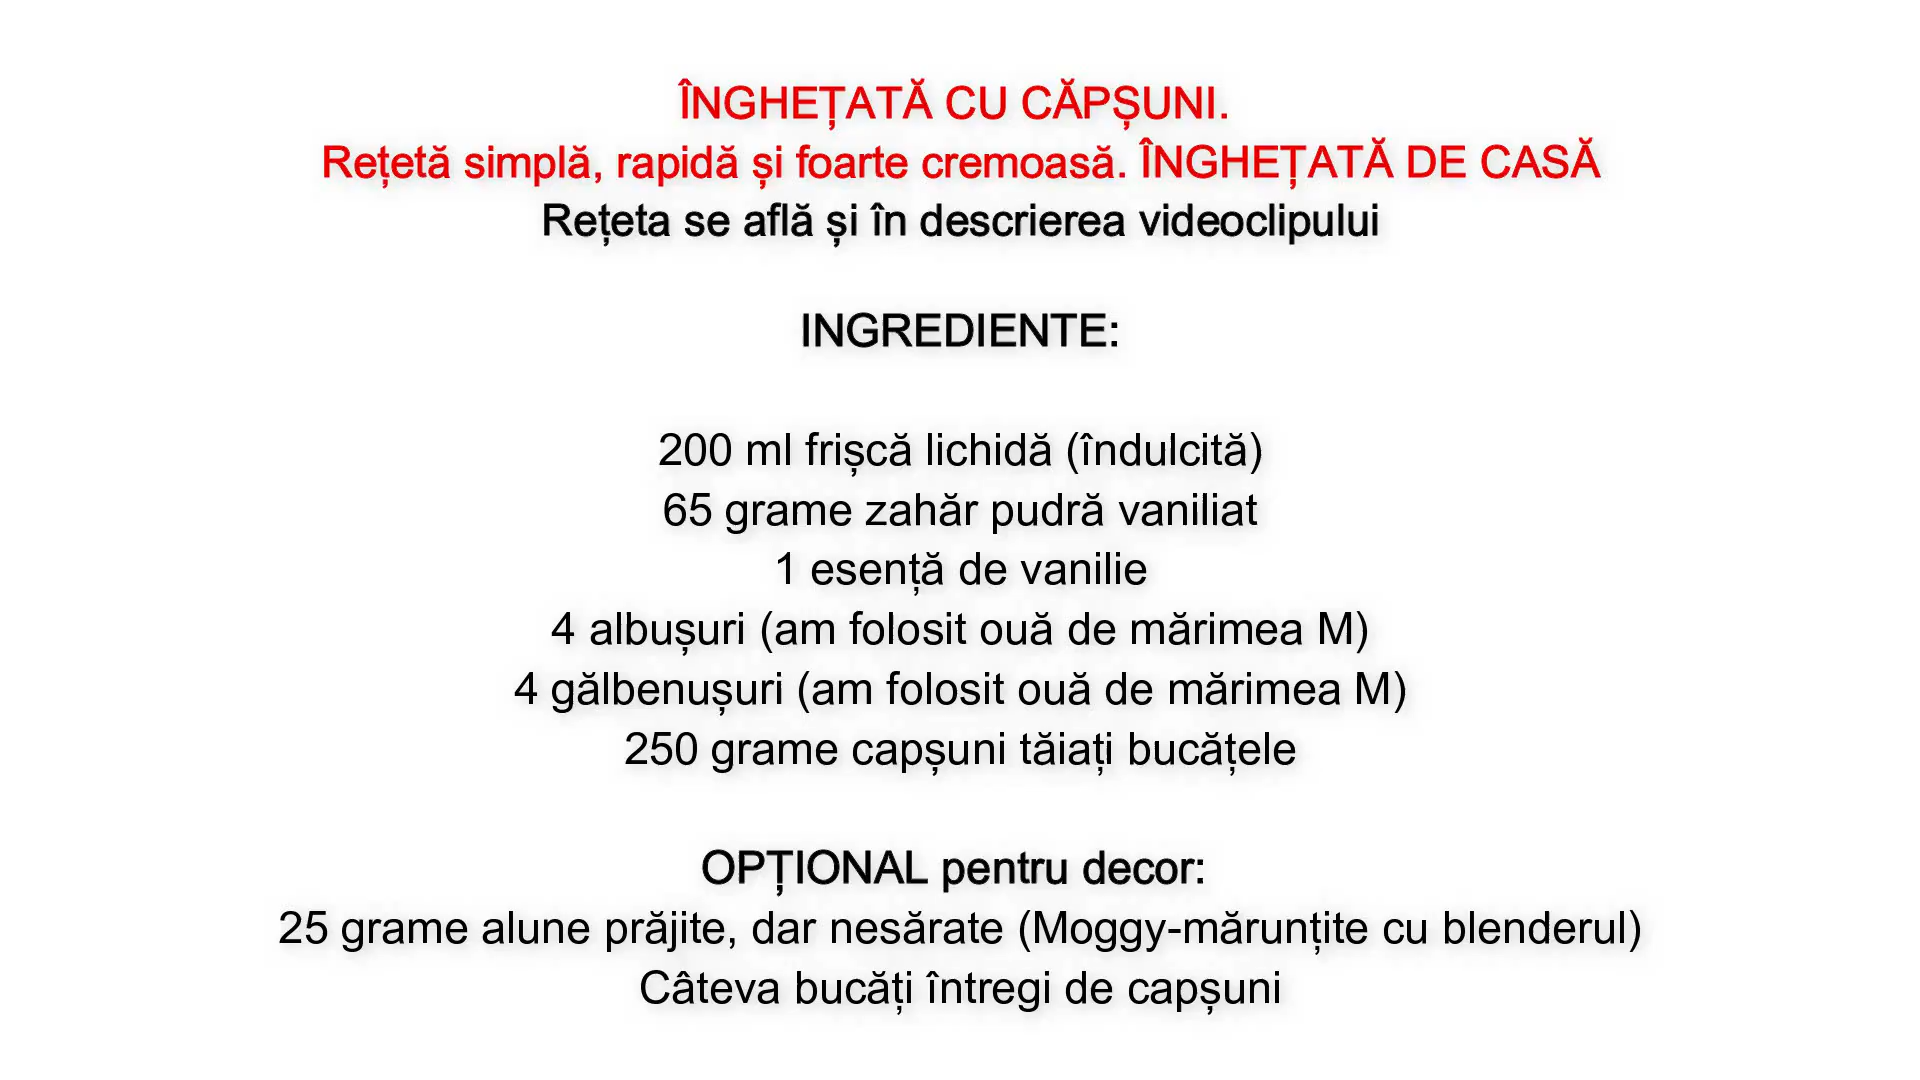 ÎNGHEȚATĂ CU CĂPȘUNI.
Rețetă simplă, rapidă și foarte cremoasă. ÎNGHEȚATĂ DE CASĂ
Rețeta se află și în descrierea videoclipului
INGREDIENTE:
200 ml frișcă lichidă (îndulcită)
65 grame zahăr pudră vaniliat
1 esență de vanilie
4 albușuri (am folosit ouă de mărimea M)
4 gălbenușuri (am folosit ouă de mărimea M)
250 grame capșuni tăiați bucățele
OPȚIONAL pentru decor:
25 grame alune prăjite, dar nesărate (Moggy-mărunțite cu blenderul)
Câteva bucăți întregi de capșuni